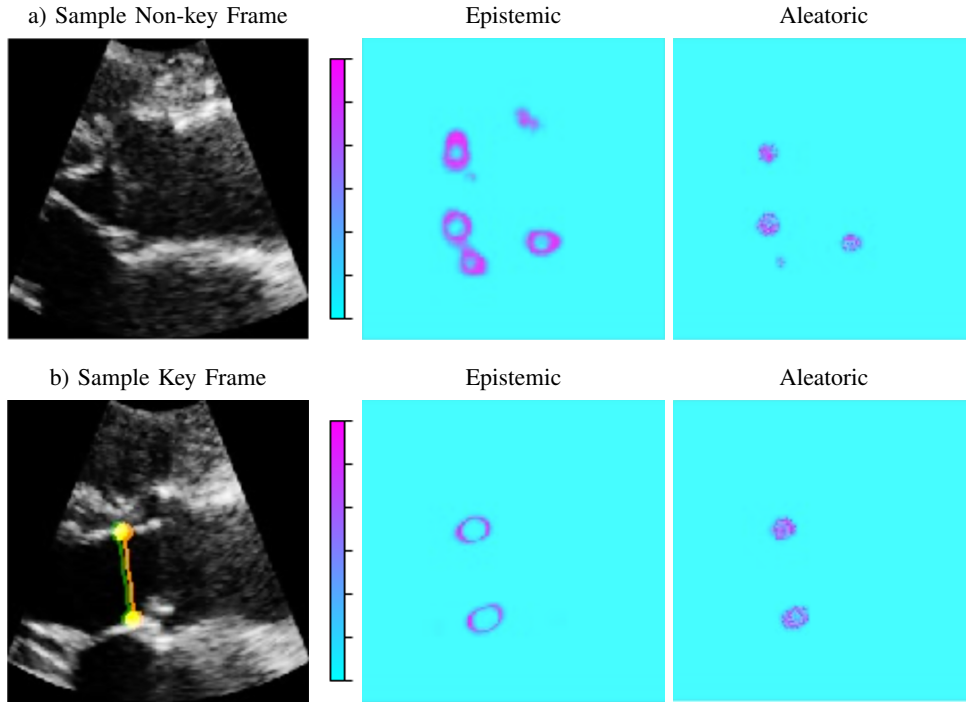 a) Sample Non-key Frame
Epistemic
Aleatoric
b) Sample Key Frame
Epistemic
Aleatoric